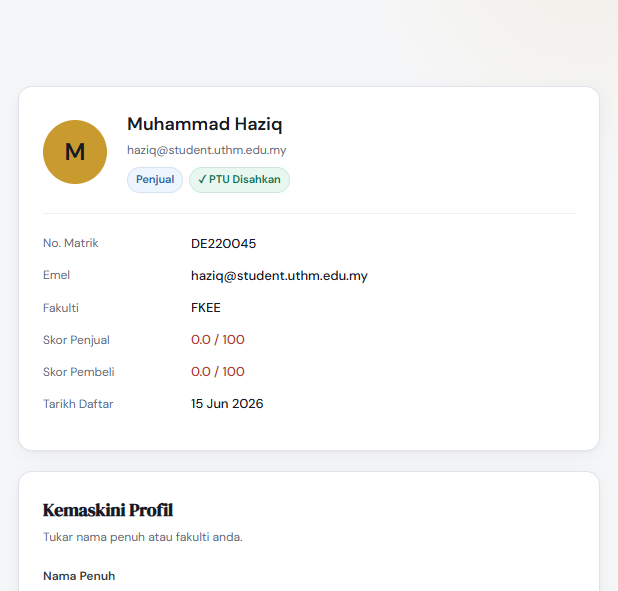 M
Muhammad Haziq
haziq@student.uthm.edu.my
Penjual ✓ PTU Disahkan
No. Matrik DE220045
Emel haziq@student.uthm.edu.my
Fakulti FKEE
Skor Penjual 0.0 / 100
Skor Pembeli 0.0 / 100
Tarikh Daftar 15 Jun 2026
Kemaskini Profil
Tukar nama penuh atau fakulti anda.
Nama Penuh